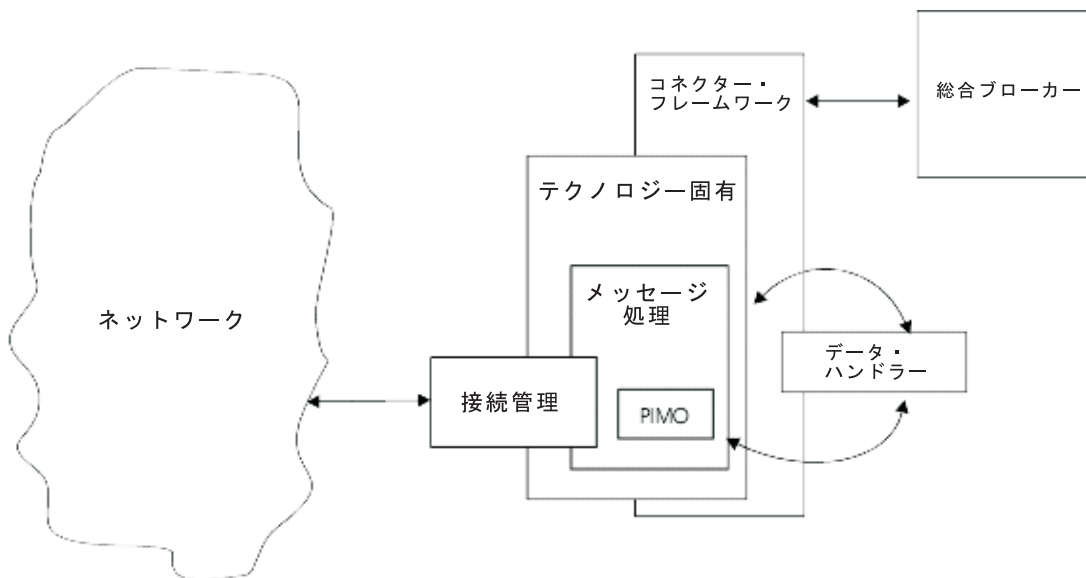 コネクター・
フレームワーク
総合ブローカー
テクノロジー固有
メッセージ
処理
ネットワーク
データ・
ハンドラー
接続管理
PIMO